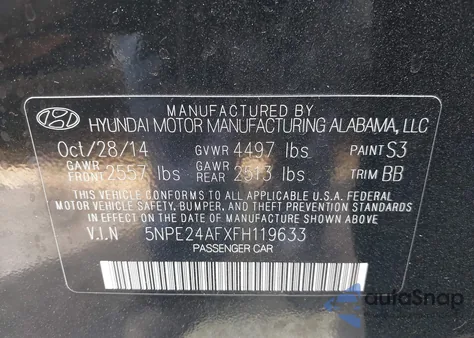 MANUFACTURED BY
HYUNDAI MOTOR MANUFACTURING ALABAMA, LLC
Oct/28/14 GVWR 4497 lbs. PAINT S3
GAWR FRONT 2557 lbs GAWR REAR 2513 lbs. TRIM BB
THIS VEHICLE CONFORMS TO ALL APPLICABLE U.S.A. FEDERAL
MOTOR VEHICLE SAFETY, BUMPER, AND THEFT PREVENTION STANDARDS
IN EFFECT ON THE DATE OF MANUFACTURE SHOWN ABOVE.
V.I.N 5NPE24AFXFH119633
PASSENGER CAR
autoSnap